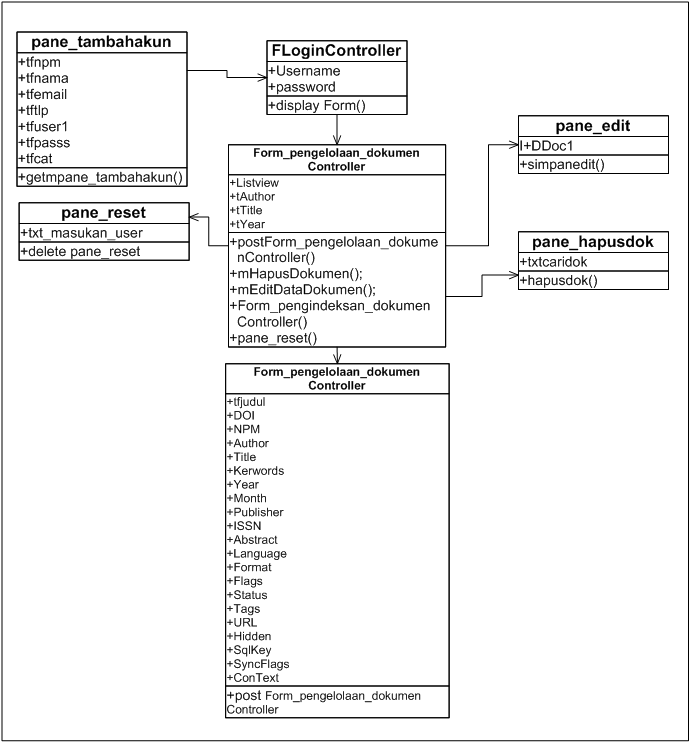 pane_tambahakun
+tfnpm
+tfnama
+tfemail
+tftlp
+tfuser1
+tfpasss
+tfcat
+getmpane_tambahakun()
FLoginController
+Username
+password
+display Form()
pane_reset
+txt_masukan_user
+delete pane_reset
Form_pengelolaan_dokumen
Controller
+Listview
+tAuthor
+tTitle
+tYear
+postForm_pengelolaan_dokume
nController()
+mHapusDokumen();
+mEditDataDokumen();
+Form_pengindeksan_dokumen
Controller()
+pane_reset()
pane_edit
I+DDoc1
+simpanedit()
pane_hapusdok
+txtcaridok
+hapusdok()
Form_pengelolaan_dokumen
Controller
+tfjudul
+DOI
+NPM
+Author
+Title
+Kerwords
+Year
+Month
+Publisher
+ISSN
+Abstract
+Language
+Format
+Flags
+Status
+Tags
+URL
+Hidden
+SqlKey
+SyncFlags
+ConText
+post Form_pengelolaan_dokumen
Controller